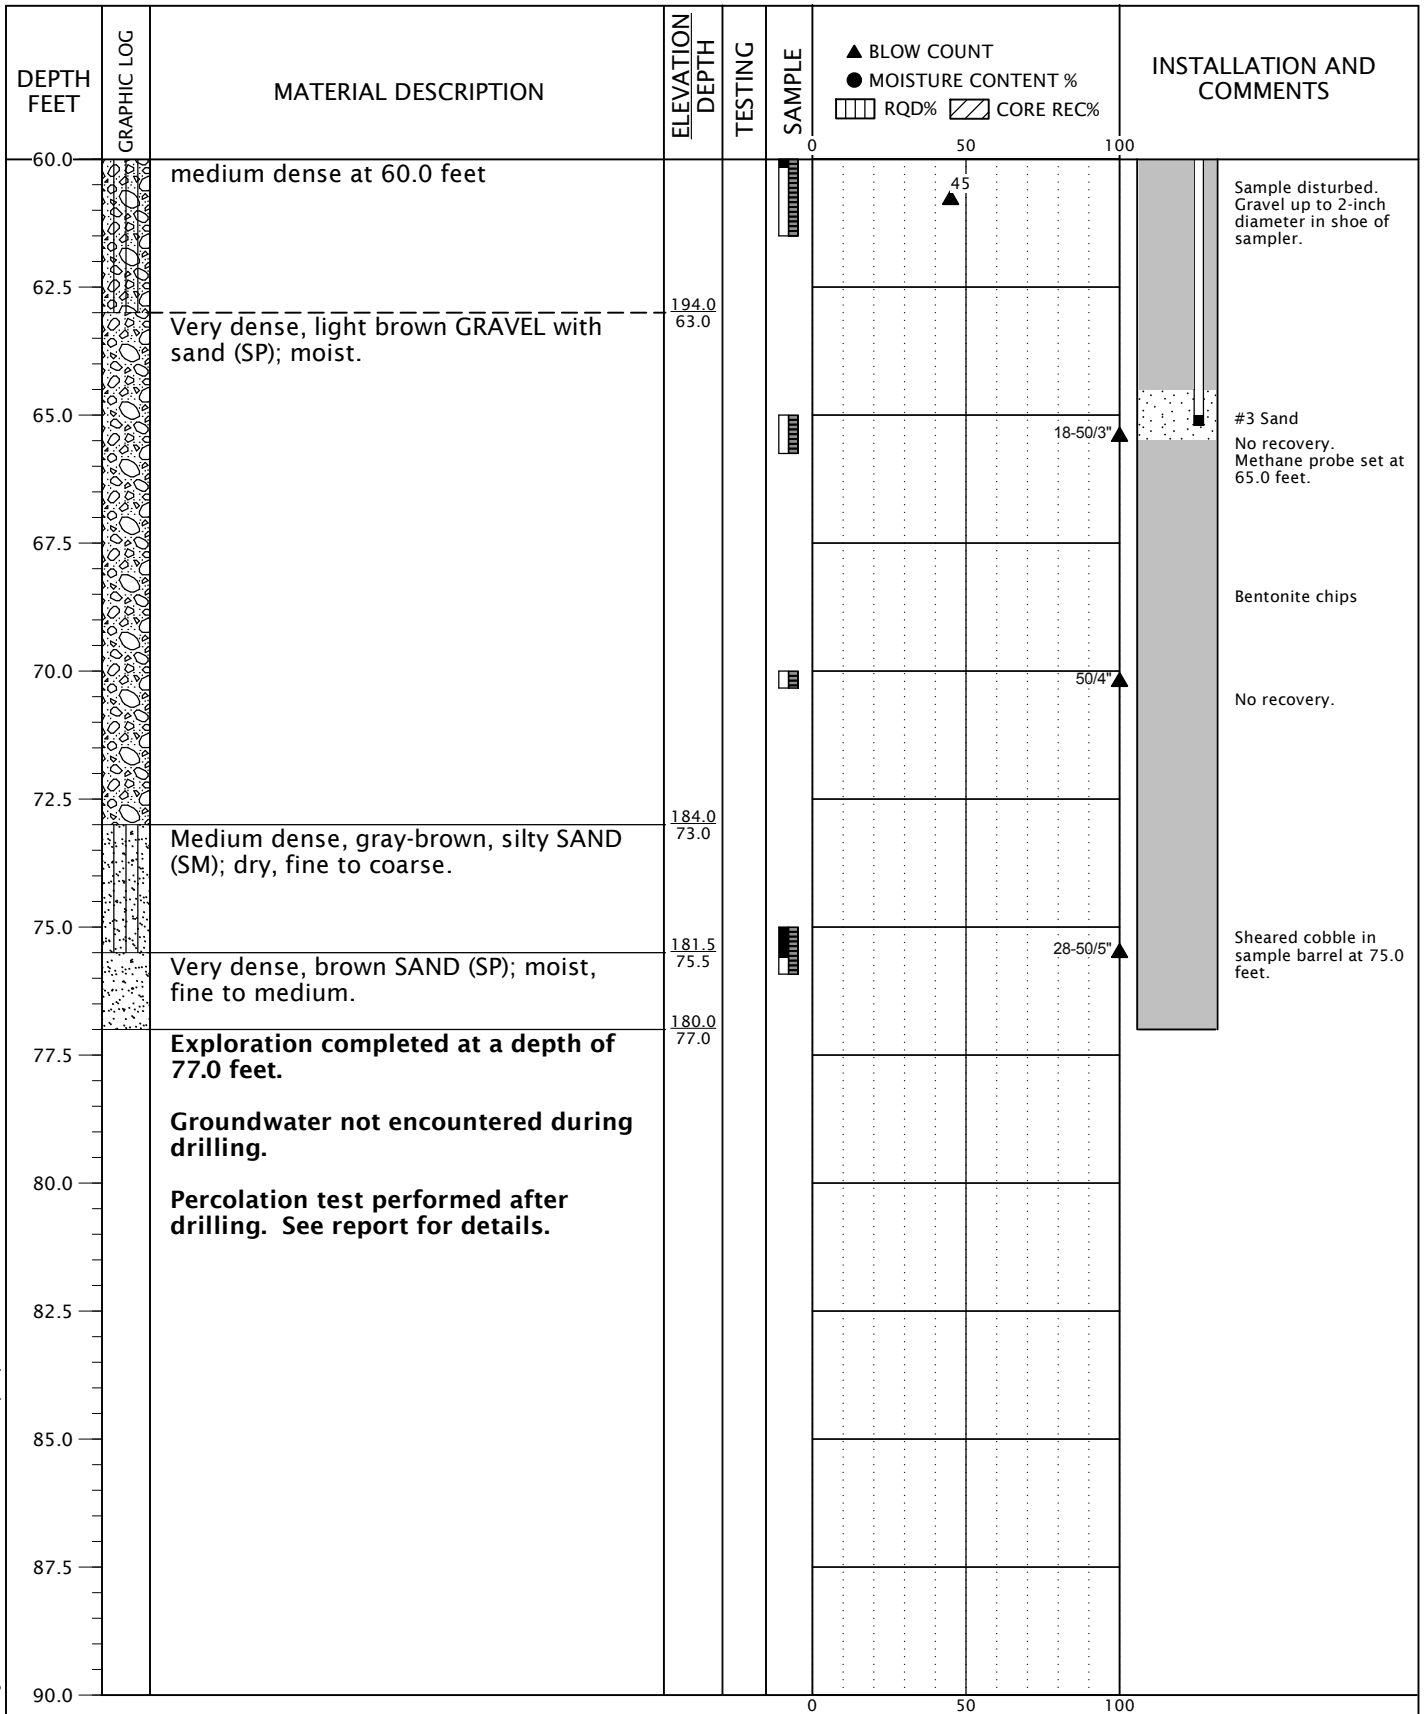 DEPTH
FEET
GRAPHIC LOG
MATERIAL DESCRIPTION
ELEVATION
DEPTH
TESTING
SAMPLE
▲ BLOW COUNT
● MOISTURE CONTENT %
RQD% CORE REC%
INSTALLATION AND
COMMENTS
0 50 100
60.0
medium dense at 60.0 feet
45
Sample disturbed.
Gravel up to 2-inch
diameter in shoe of
sampler.
62.5
194.0
63.0
Very dense, light brown GRAVEL with
sand (SP); moist.
65.0
18-50/3"
#3 Sand
No recovery.
Methane probe set at
65.0 feet.
67.5
Bentonite chips
70.0
50/4"
No recovery.
72.5
184.0
73.0
Medium dense, gray-brown, silty SAND
(SM); dry, fine to coarse.
75.0
28-50/5"
Sheared cobble in
sample barrel at 75.0
feet.
181.5
75.5
Very dense, brown SAND (SP); moist,
fine to medium.
180.0
77.0
Exploration completed at a depth of
77.0 feet.
77.5
Groundwater not encountered during
drilling.
80.0
Percolation test performed after
drilling. See report for details.
82.5
85.0
87.5
90.0
0 50 100